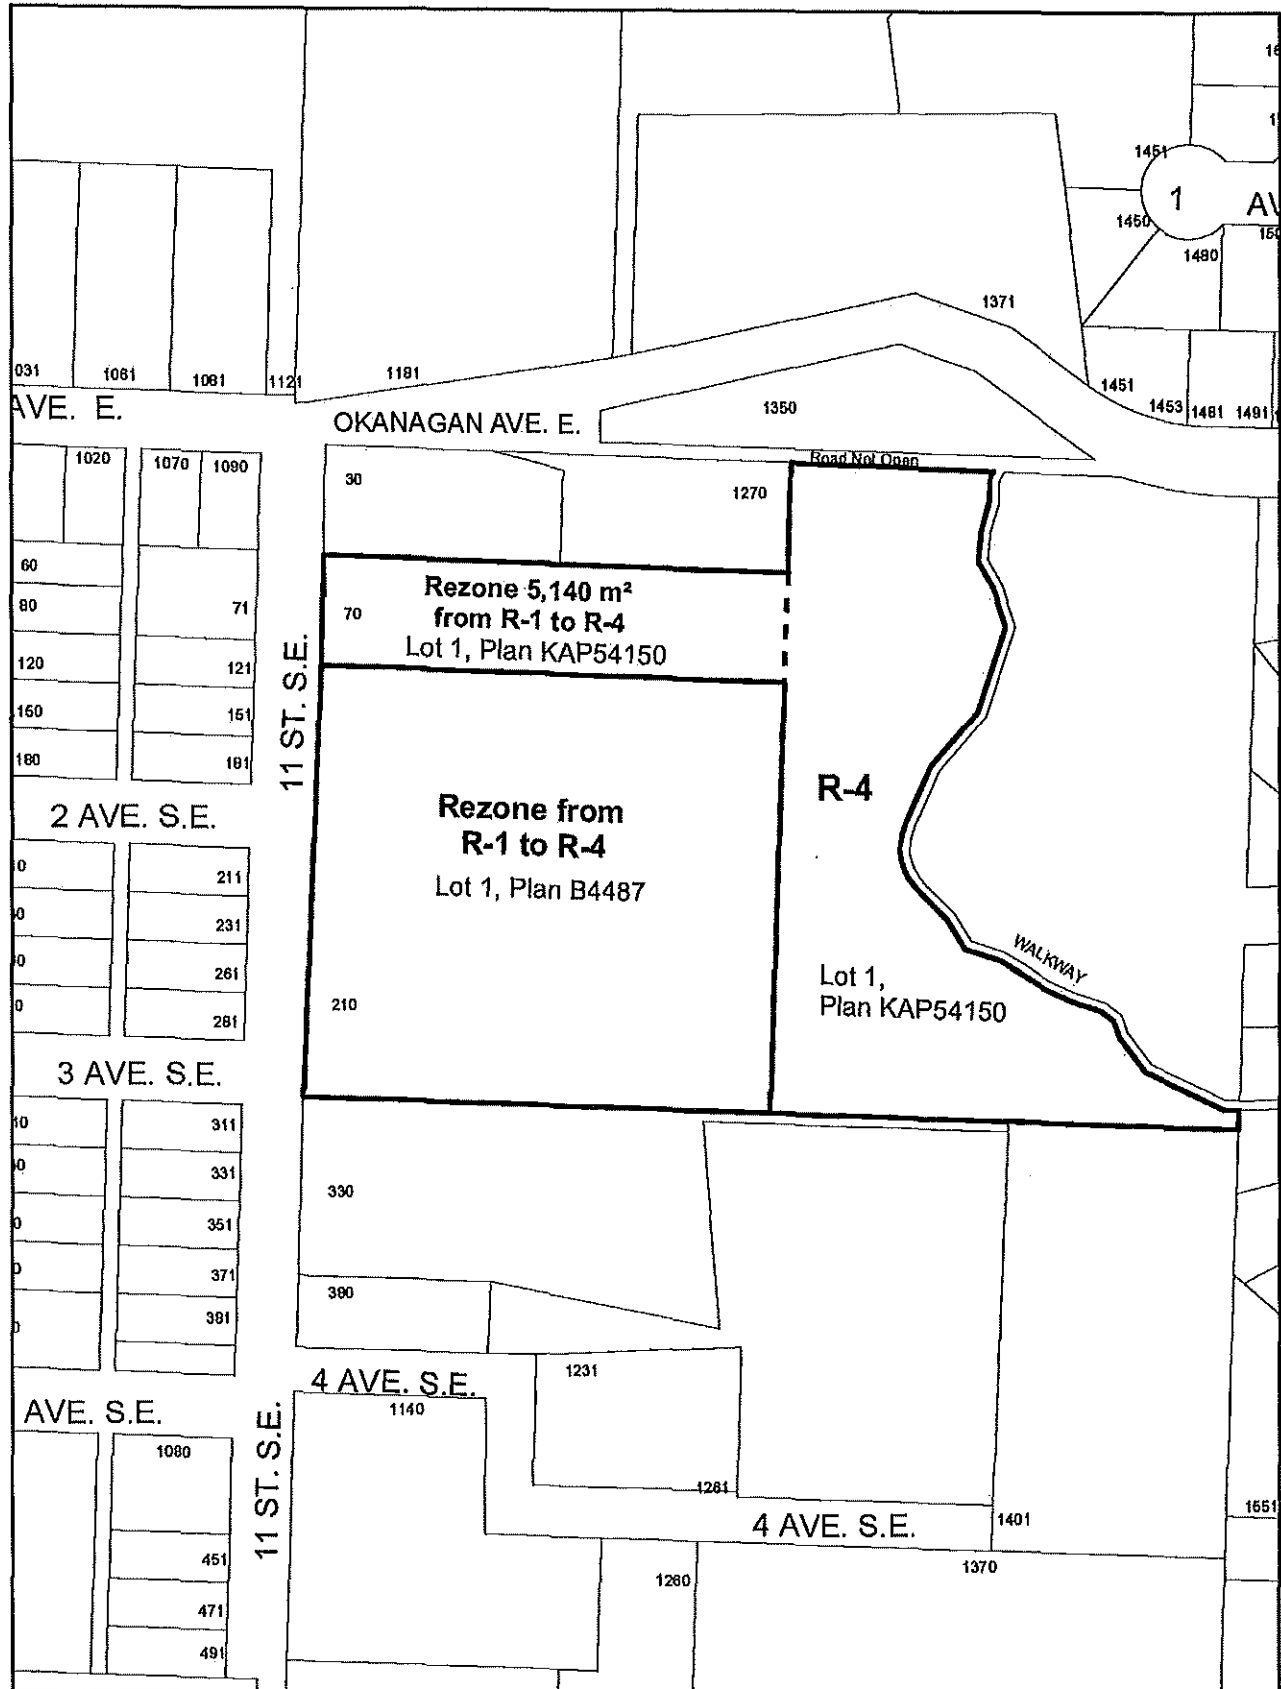 1451
1
1450
1480
1371
031
1061
1081
1121
1181
1451
1453
1481
1491
AVE. E.
OKANAGAN AVE. E.
1350
Road Not Open
1020
1070
1090
30
1270
60
80
71
70
Rezone 5,140 m²
from R-1 to R-4
Lot 1, Plan KAP54150
120
121
160
151
180
181
11 ST. S.E.
2 AVE. S.E.
R-4
Rezone from
R-1 to R-4
Lot 1, Plan B4487
211
231
261
281
210
WALKWAY
Lot 1,
Plan KAP54150
3 AVE. S.E.
311
331
351
371
381
330
380
4 AVE. S.E.
1231
1140
AVE. S.E.
1080
11 ST. S.E.
1261
4 AVE. S.E.
1401
1651
451
471
491
1260
1370